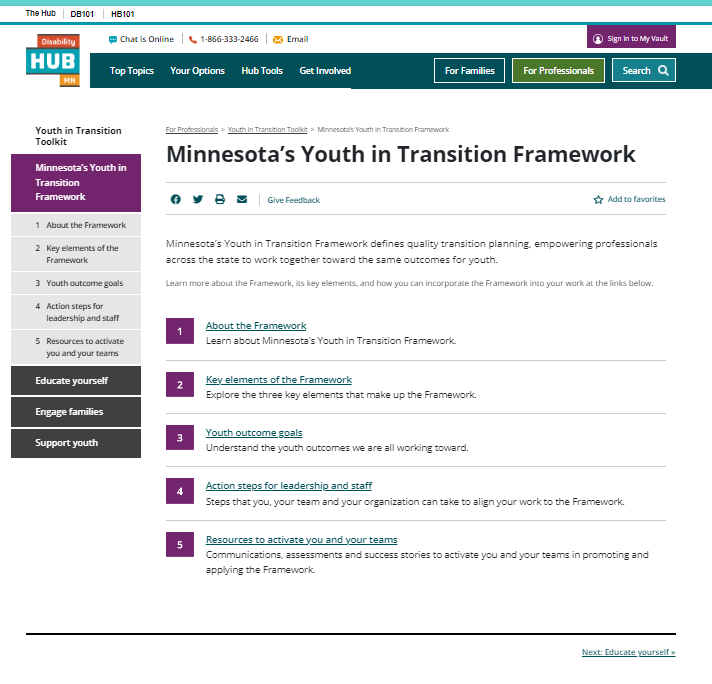 The Hub DB101 HB101
Disability
HUB
MN
Chat is Online 1-866-333-2466 Email
Sign in to My Vault
Top Topics Your Options Hub Tools Get Involved
For Families For Professionals Search
Youth in Transition
Toolkit
Minnesota's Youth in
Transition
Framework
1 About the Framework
2 Key elements of the
Framework
3 Youth outcome goals
4 Action steps for
leadership and staff
5 Resources to activate
you and your teams
Educate yourself
Engage families
Support youth
For Professionals > Youth in Transition Toolkit > Minnesota's Youth in Transition Framework
Minnesota's Youth in Transition Framework
Give Feedback
Add to favorites
Minnesota's Youth in Transition Framework defines quality transition planning, empowering professionals
across the state to work together toward the same outcomes for youth.
Learn more about the Framework, its key elements, and how you can incorporate the Framework into your work at the links below.
1 About the Framework
Learn about Minnesota's Youth in Transition Framework.
2 Key elements of the Framework
Explore the three key elements that make up the Framework.
3 Youth outcome goals
Understand the youth outcomes we are all working toward.
4 Action steps for leadership and staff
Steps that you, your team and your organization can take to align your work to the Framework.
5 Resources to activate you and your teams
Communications, assessments and success stories to activate you and your teams in promoting and
applying the Framework.
Next: Educate yourself »